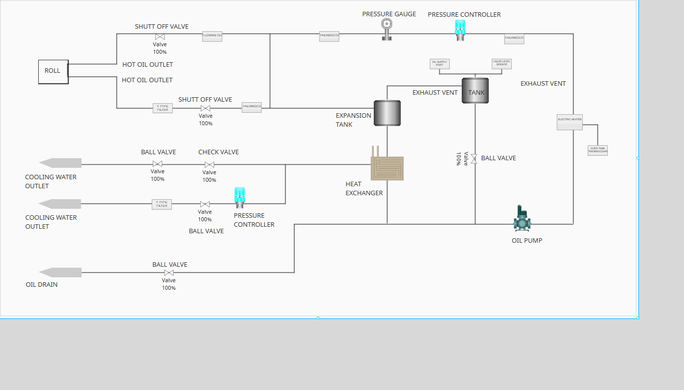 PRESSURE GAUGE
PRESSURE CONTROLLER
SHUTT OFF VALVE
Valve
100%
HOT OIL OUTLET
ROLL
HOT OIL OUTLET
EXHAUST VENT
EXHAUST VENT
TANK
SHUTT OFF VALVE
Valve
100%
EXPANSION
TANK
BALL VALVE
CHECK VALVE
Valve
100%
Valve
100%
Valve
100%
BALL VALVE
COOLING WATER
OUTLET
HEAT
EXCHANGER
COOLING WATER
OUTLET
Valve
100%
BALL VALVE
PRESSURE
CONTROLLER
OIL PUMP
BALL VALVE
Valve
100%
OIL DRAIN